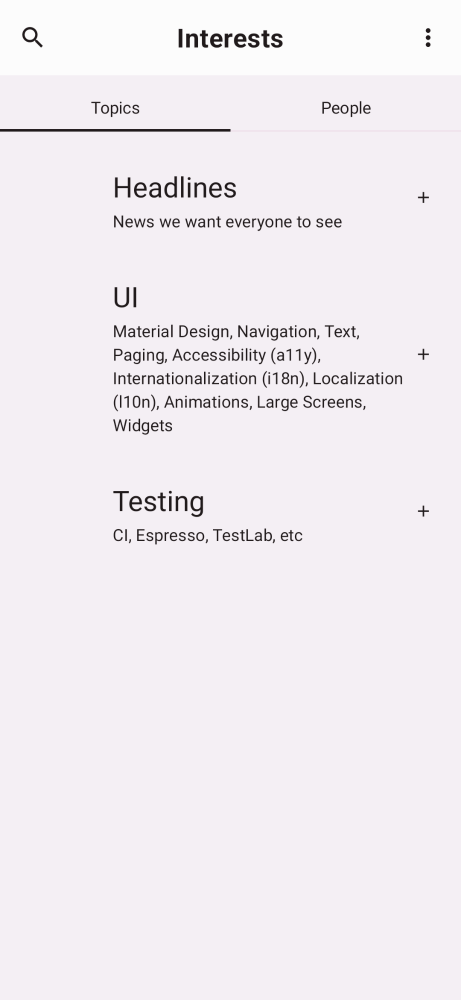 Interests
Topics
People
Headlines
News we want everyone to see
UI
Material Design, Navigation, Text,
Paging, Accessibility (a11y),
Internationalization (i18n), Localization
(l10n), Animations, Large Screens,
Widgets
Testing
CI, Espresso, TestLab, etc